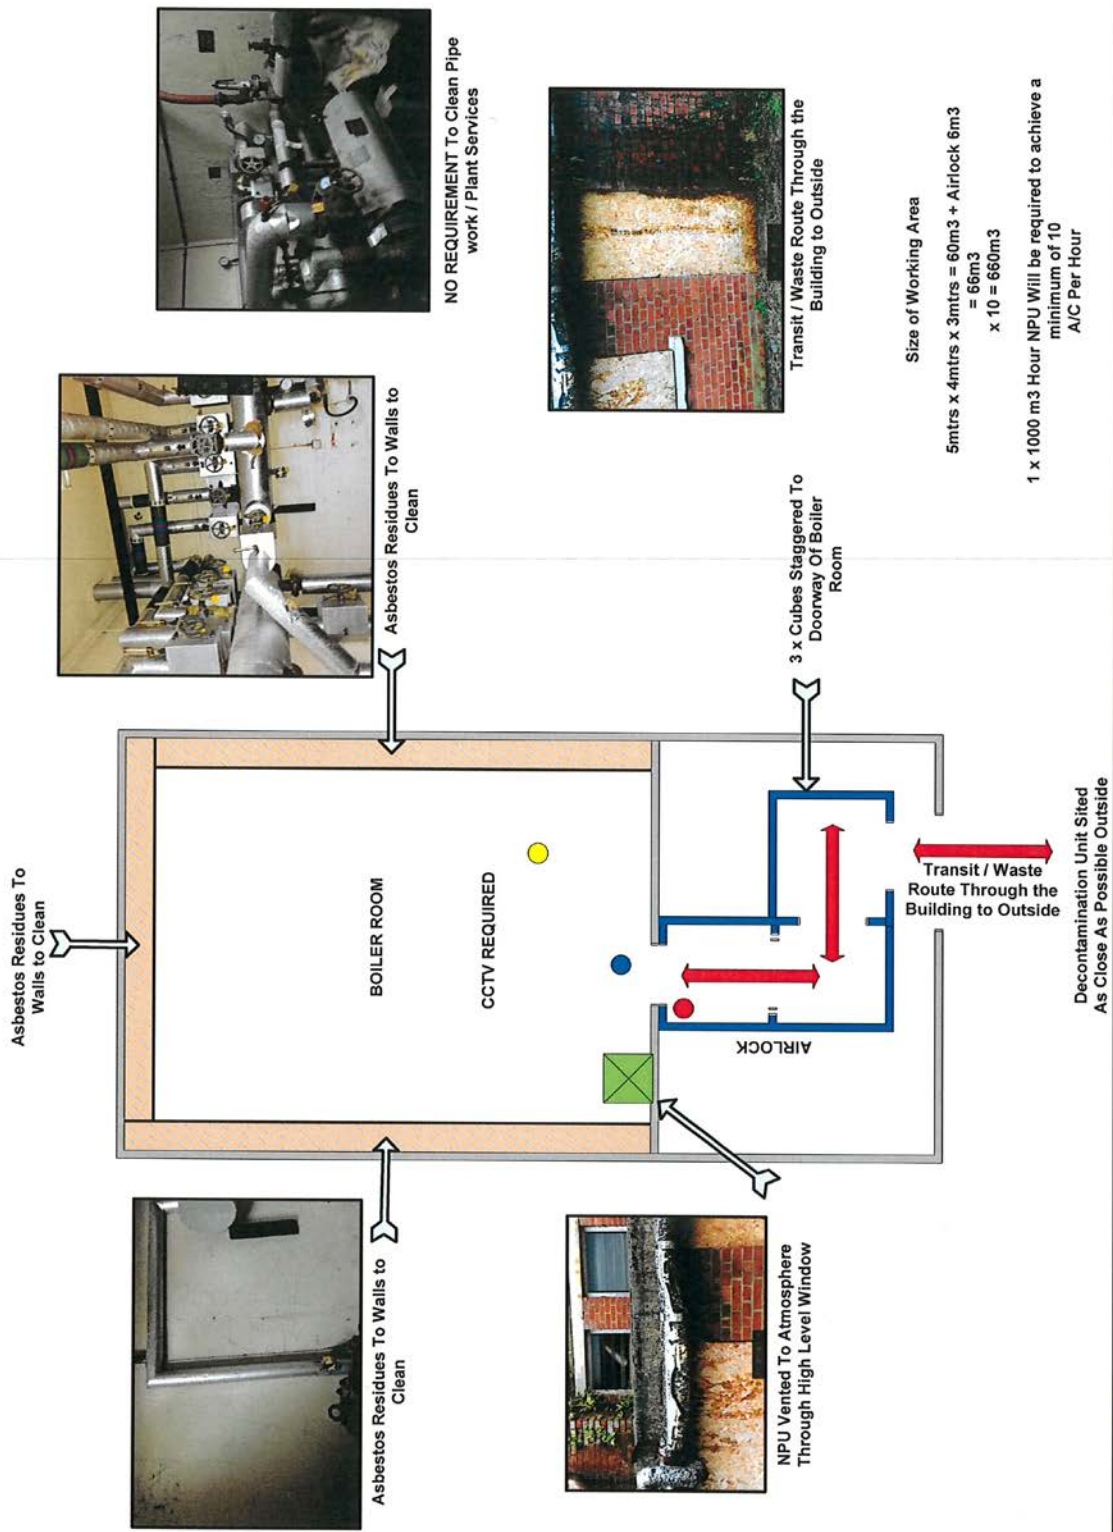 Asbestos Residues To
Walls to Clean
Asbestos Residues To Walls to
Clean
NO REQUIREMENT To Clean Pipe
work / Plant Services
Asbestos Residues To Walls to
Clean
BOILER ROOM
CCTV REQUIRED
NPU Vented To Atmosphere
Through High Level Window
AIRLOCK
3 x Cubes Staggered To
Doorway Of Boiler
Room
Transit / Waste
Route Through the
Building to Outside
Decontamination Unit Sited
As Close As Possible Outside
Transit / Waste Route Through the
Building to Outside
Size of Working Area
5mtrs x 4mtrs x 3mtrs = 60m3 + Airlock 6m3
= 66m3
x 10 = 660m3
1 x 1000 m3 Hour NPU Will be required to achieve a
minimum of 10
A/C Per Hour